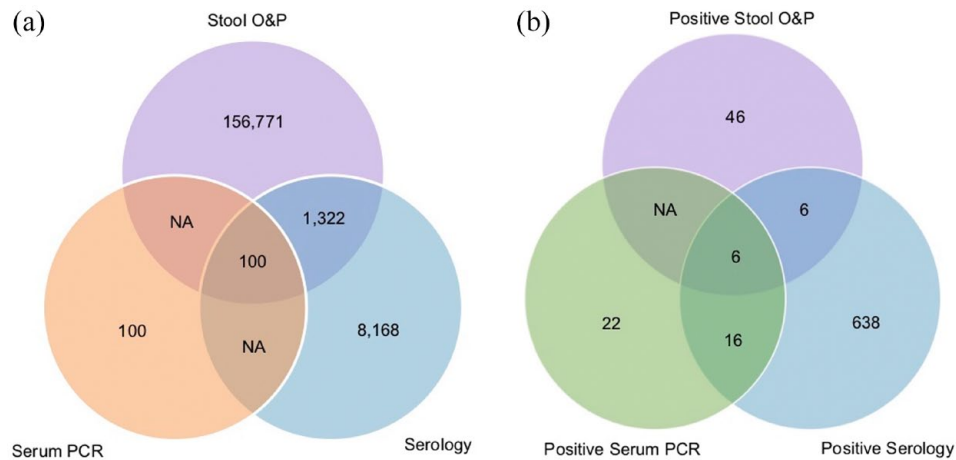 (a)
Stool O&P
156,771
NA
1,322
100
100
NA
8,168
Serum PCR
Serology
(b)
Positive Stool O&P
46
NA
6
6
22
16
638
Positive Serum PCR
Positive Serology